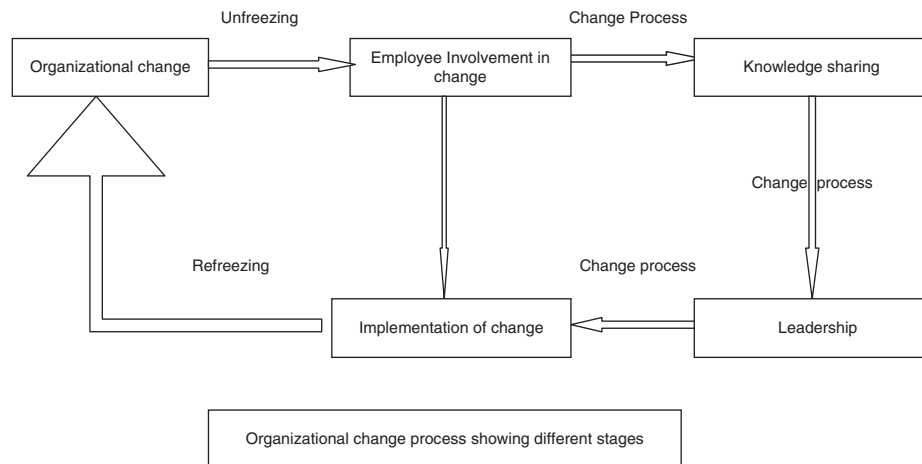 Unfreezing
Change Process
Organizational change
Employee Involvement in
change
Knowledge sharing
Change process
Refreezing
Change process
Implementation of change
Leadership
Organizational change process showing different stages